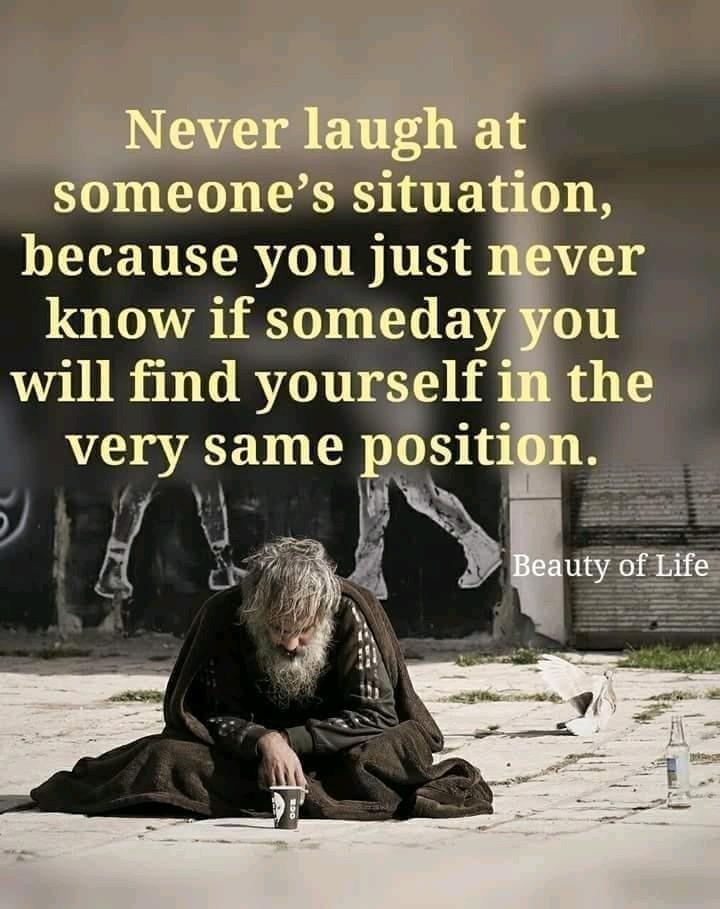 Never laugh at
someone's situation,
because you just never
know if someday you
will find yourself in the
very same position.
Beauty of Life